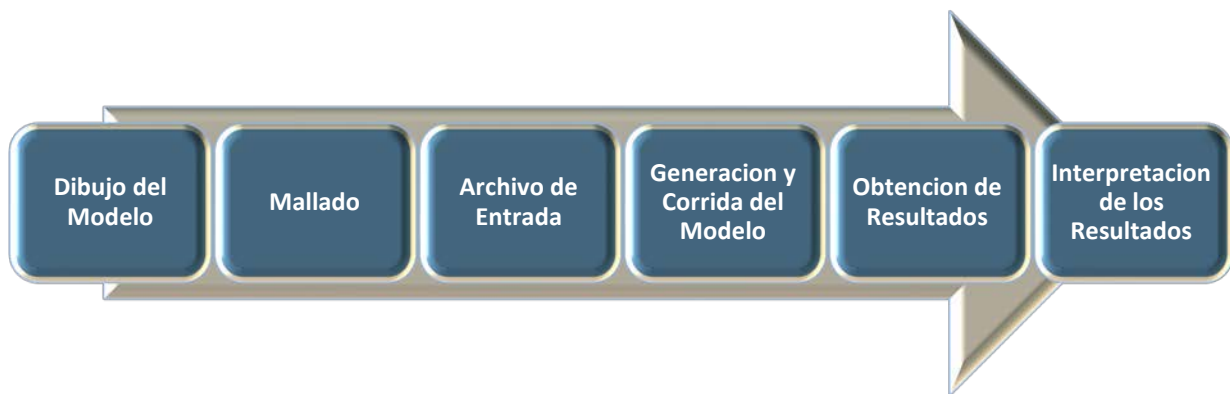 Dibujo del
Modelo
Mallado
Archivo de
Entrada
Generacion y
Corrida del
Modelo
Obtencion de
Resultados
Interpretacion
de los
Resultados